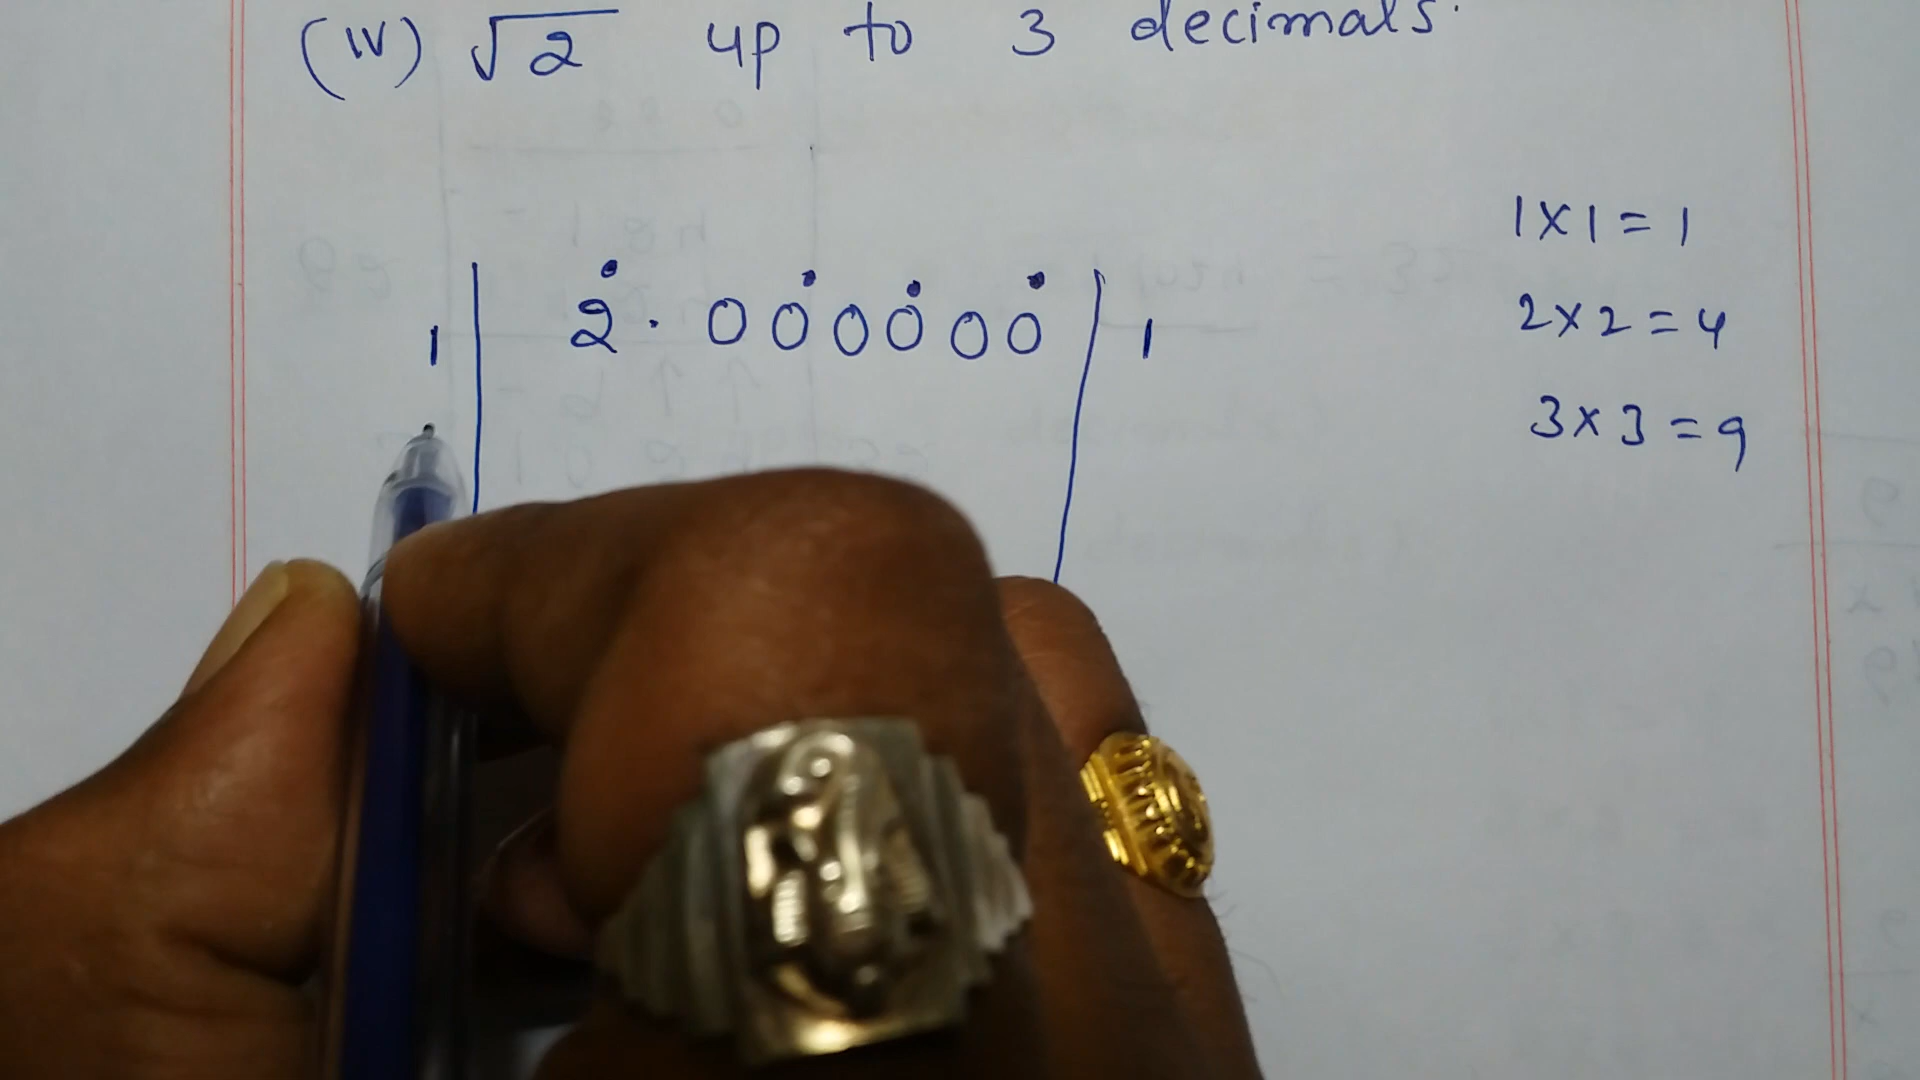 (iv) √2 up to 3 decimals.
1 | 2.000000 | 1
1×1=1
2×2=4
3×3=9